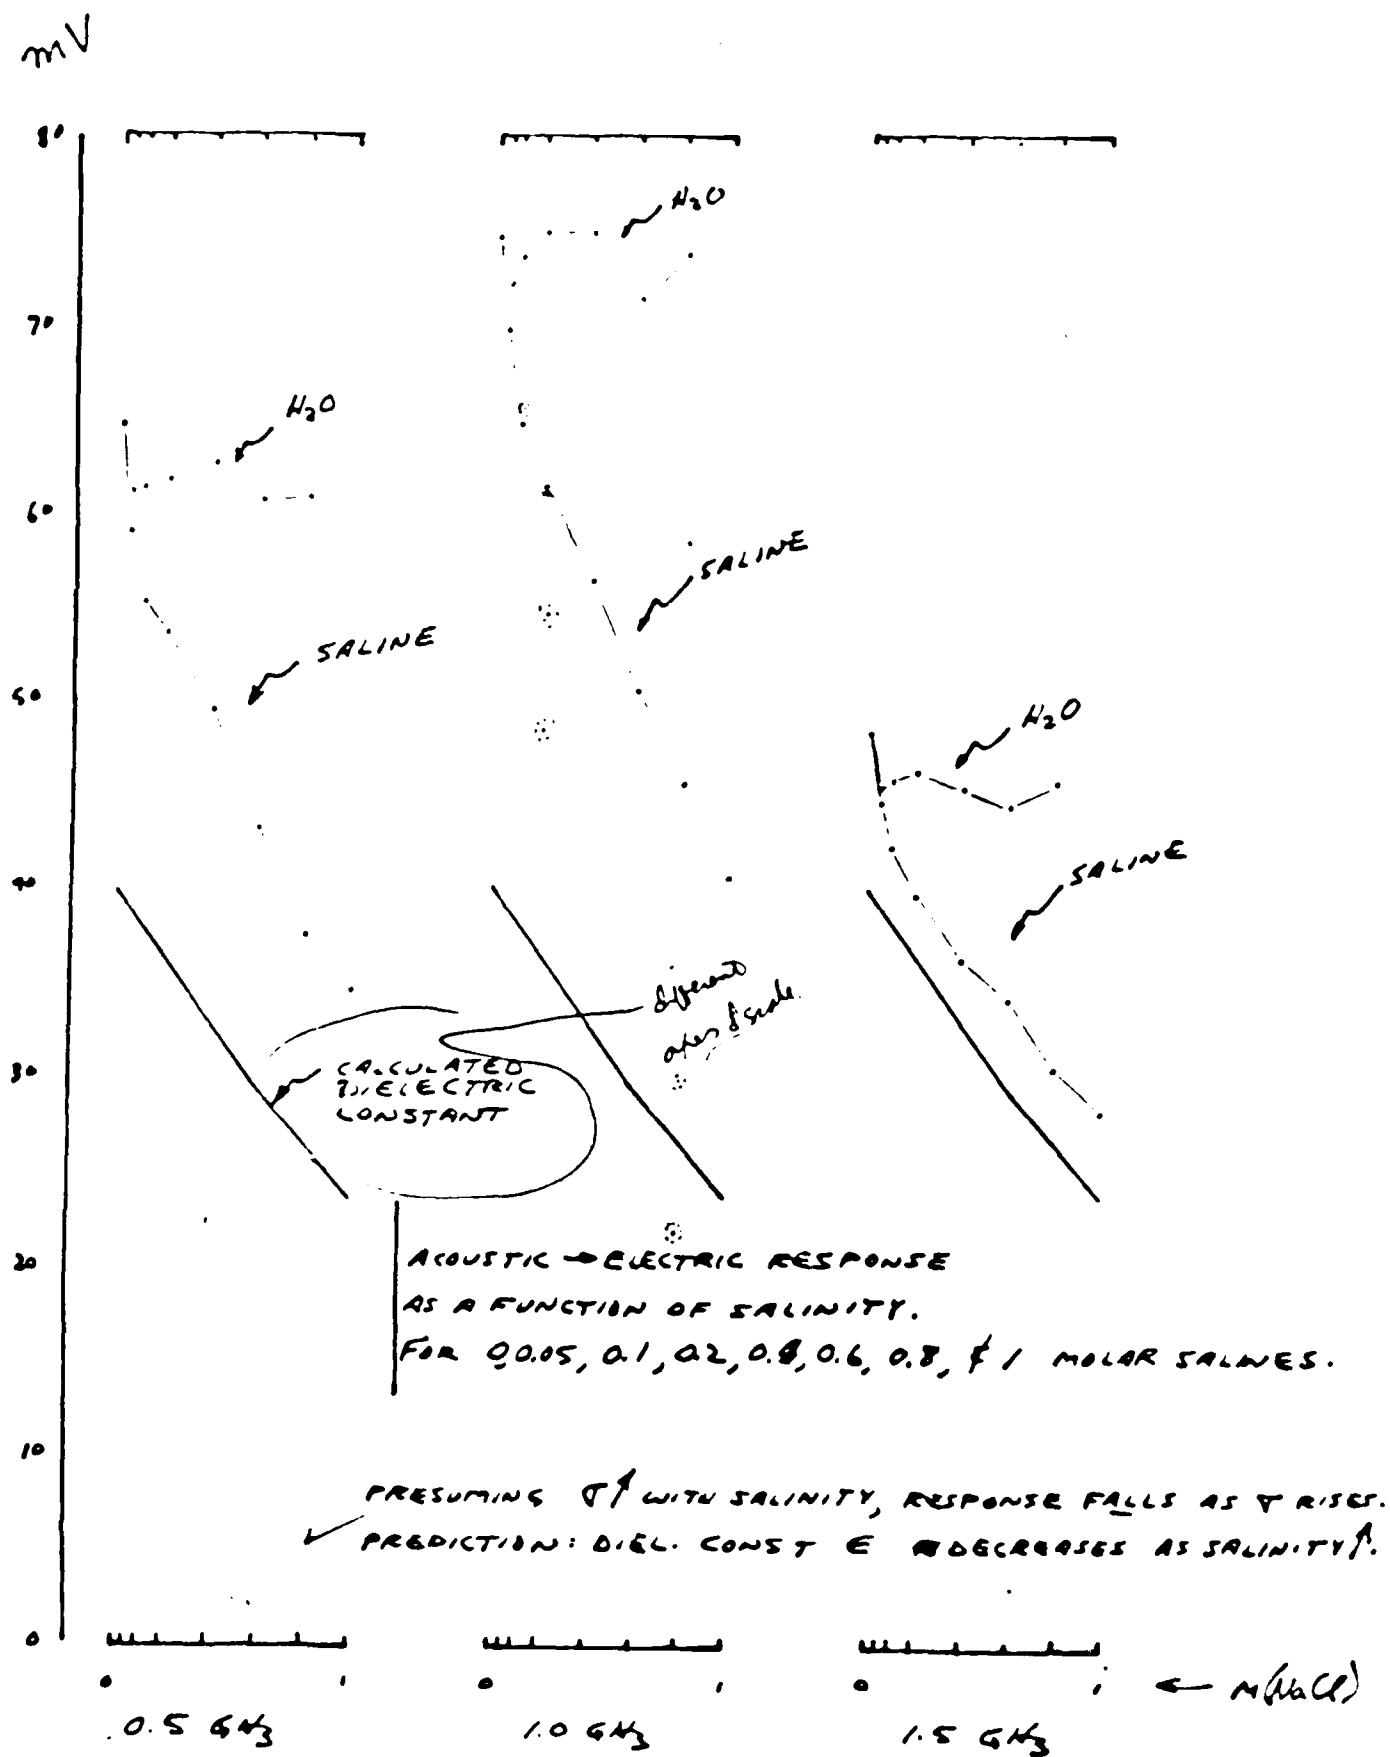 mV
80
H₂O
70
H₂O
60
SALINE
SALINE
50
H₂O
40
SALINE
different
axes & scale.
30
CALCULATED
DIELECTRIC
CONSTANT
20
ACOUSTIC → ELECTRIC RESPONSE
AS A FUNCTION OF SALINITY.
FOR 0,0.05, 0.1, 0.2, 0.4, 0.6, 0.8, & 1 MOLAR SALINES.
10
PRESUMING σ↑ WITH SALINITY, RESPONSE FALLS AS σ RISES.
✓ PREDICTION: DIEL. CONST ε DECREASES AS SALINITY↑.
0
0 1 0 1 0 1 ← M(NaCl)
0.5 GHz 1.0 GHz 1.5 GHz